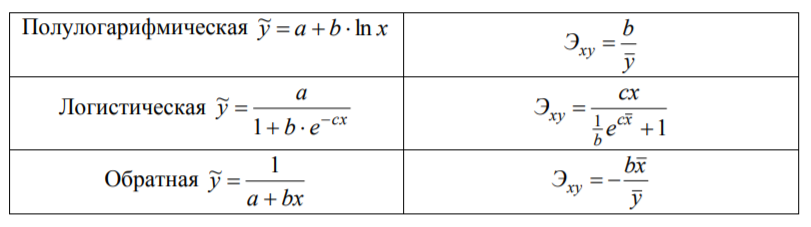 Полулогарифмическая ỹ = a + b · ln x
Э_xy = b / ȳ
Логистическая ỹ = a / (1 + b · e^(−cx))
Э_xy = cx / ((1/b) e^(cx̄) + 1)
Обратная ỹ = 1 / (a + bx)
Э_xy = − bx̄ / ȳ